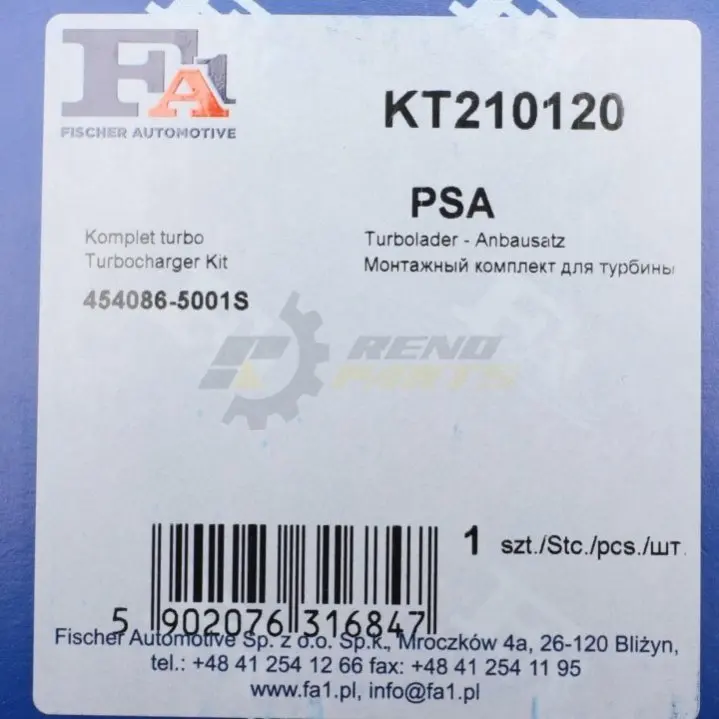 FA1
FISCHER AUTOMOTIVE
KT210120
PSA
Komplet turbo
Turbocharger Kit
454086-5001S
Turbolader - Anbausatz
Монтажный комплект для турбины
RENO
PARTS
1 szt./Stc./pcs./шт.
5 902076 316847
Fischer Automotive Sp. z o.o. Sp.k., Mroczków 4a, 26-120 Bliżyn,
tel.: +48 41 254 12 66 fax: +48 41 254 11 95
www.fa1.pl, info@fa1.pl